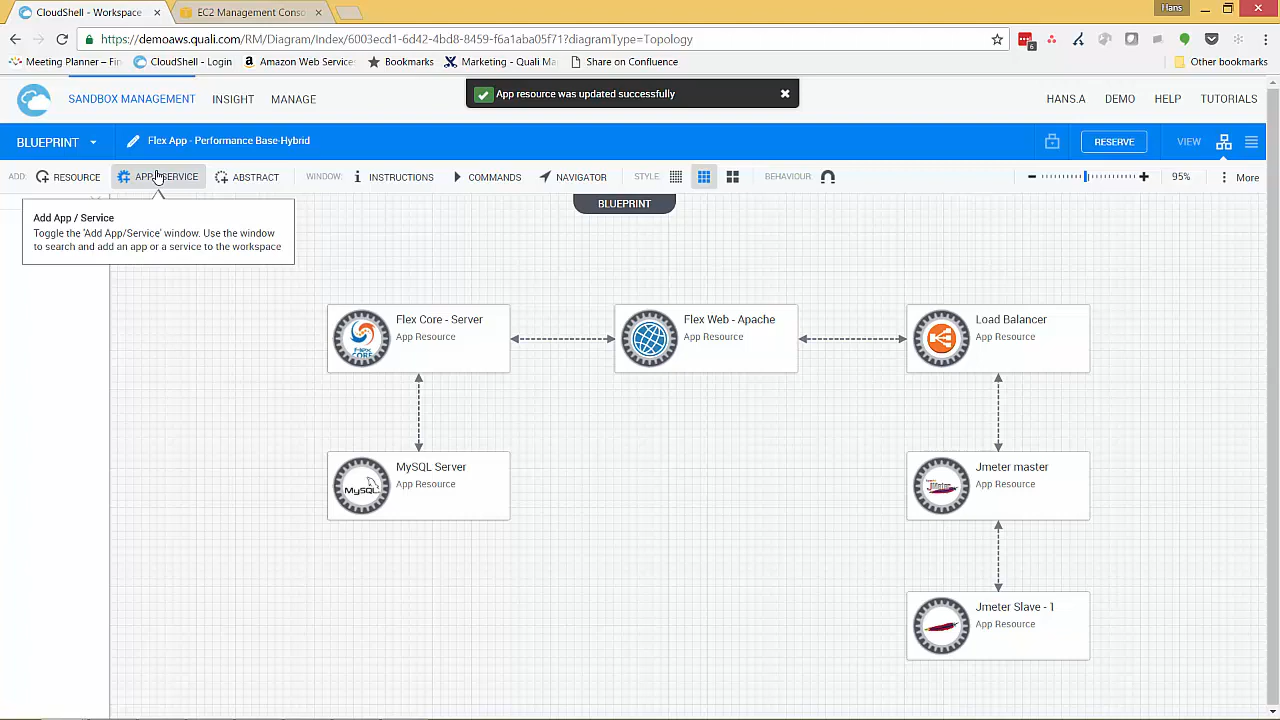 Hans
CloudShell - Workspace
EC2 Management Conso
https://demoaws.quali.com/RM/Diagram/Index/6003ecd1-6d42-4bd8-8459-f6a1aba05f71?diagramType=Topology
6
Meeting Planner – Fin
CloudShell - Login
Amazon Web Service
Bookmarks
Marketing - Quali Ma
Share on Confluence
Other bookmarks
SANDBOX MANAGEMENT
INSIGHT
MANAGE
App resource was updated successfully
HANS.A
DEMO
HELP
TUTORIALS
BLUEPRINT
Flex App - Performance Base-Hybrid
RESERVE
VIEW
ADD:
RESOURCE
APP / SERVICE
ABSTRACT
WINDOW:
INSTRUCTIONS
COMMANDS
NAVIGATOR
STYLE:
BEHAVIOUR
95%
More
BLUEPRINT
Add App / Service
Toggle the 'Add App/Service' window. Use the window
to search and add an app or a service to the workspace
Flex Core - Server
App Resource
Flex CORE
Flex Web - Apache
App Resource
Load Balancer
App Resource
MySQL Server
App Resource
MySQL
Jmeter master
App Resource
Jmeter Slave - 1
App Resource